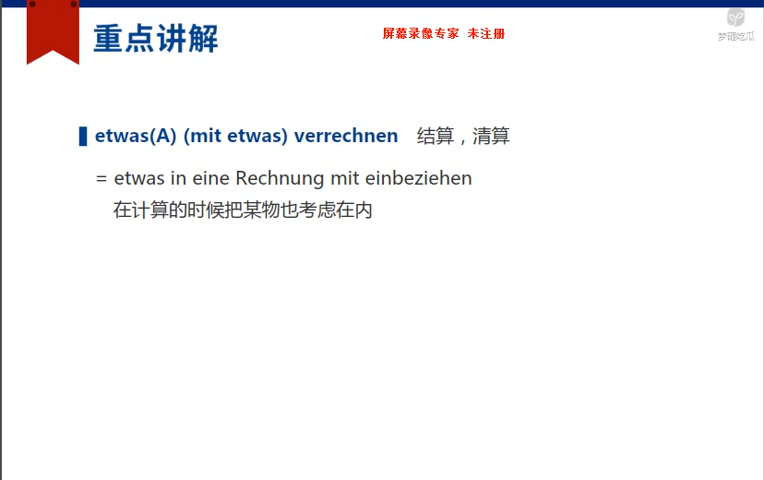 重点讲解
屏幕录像专家 未注册
梦硒吃瓜
etwas(A) (mit etwas) verrechnen 结算，清算
= etwas in eine Rechnung mit einbeziehen
在计算的时候把某物也考虑在内